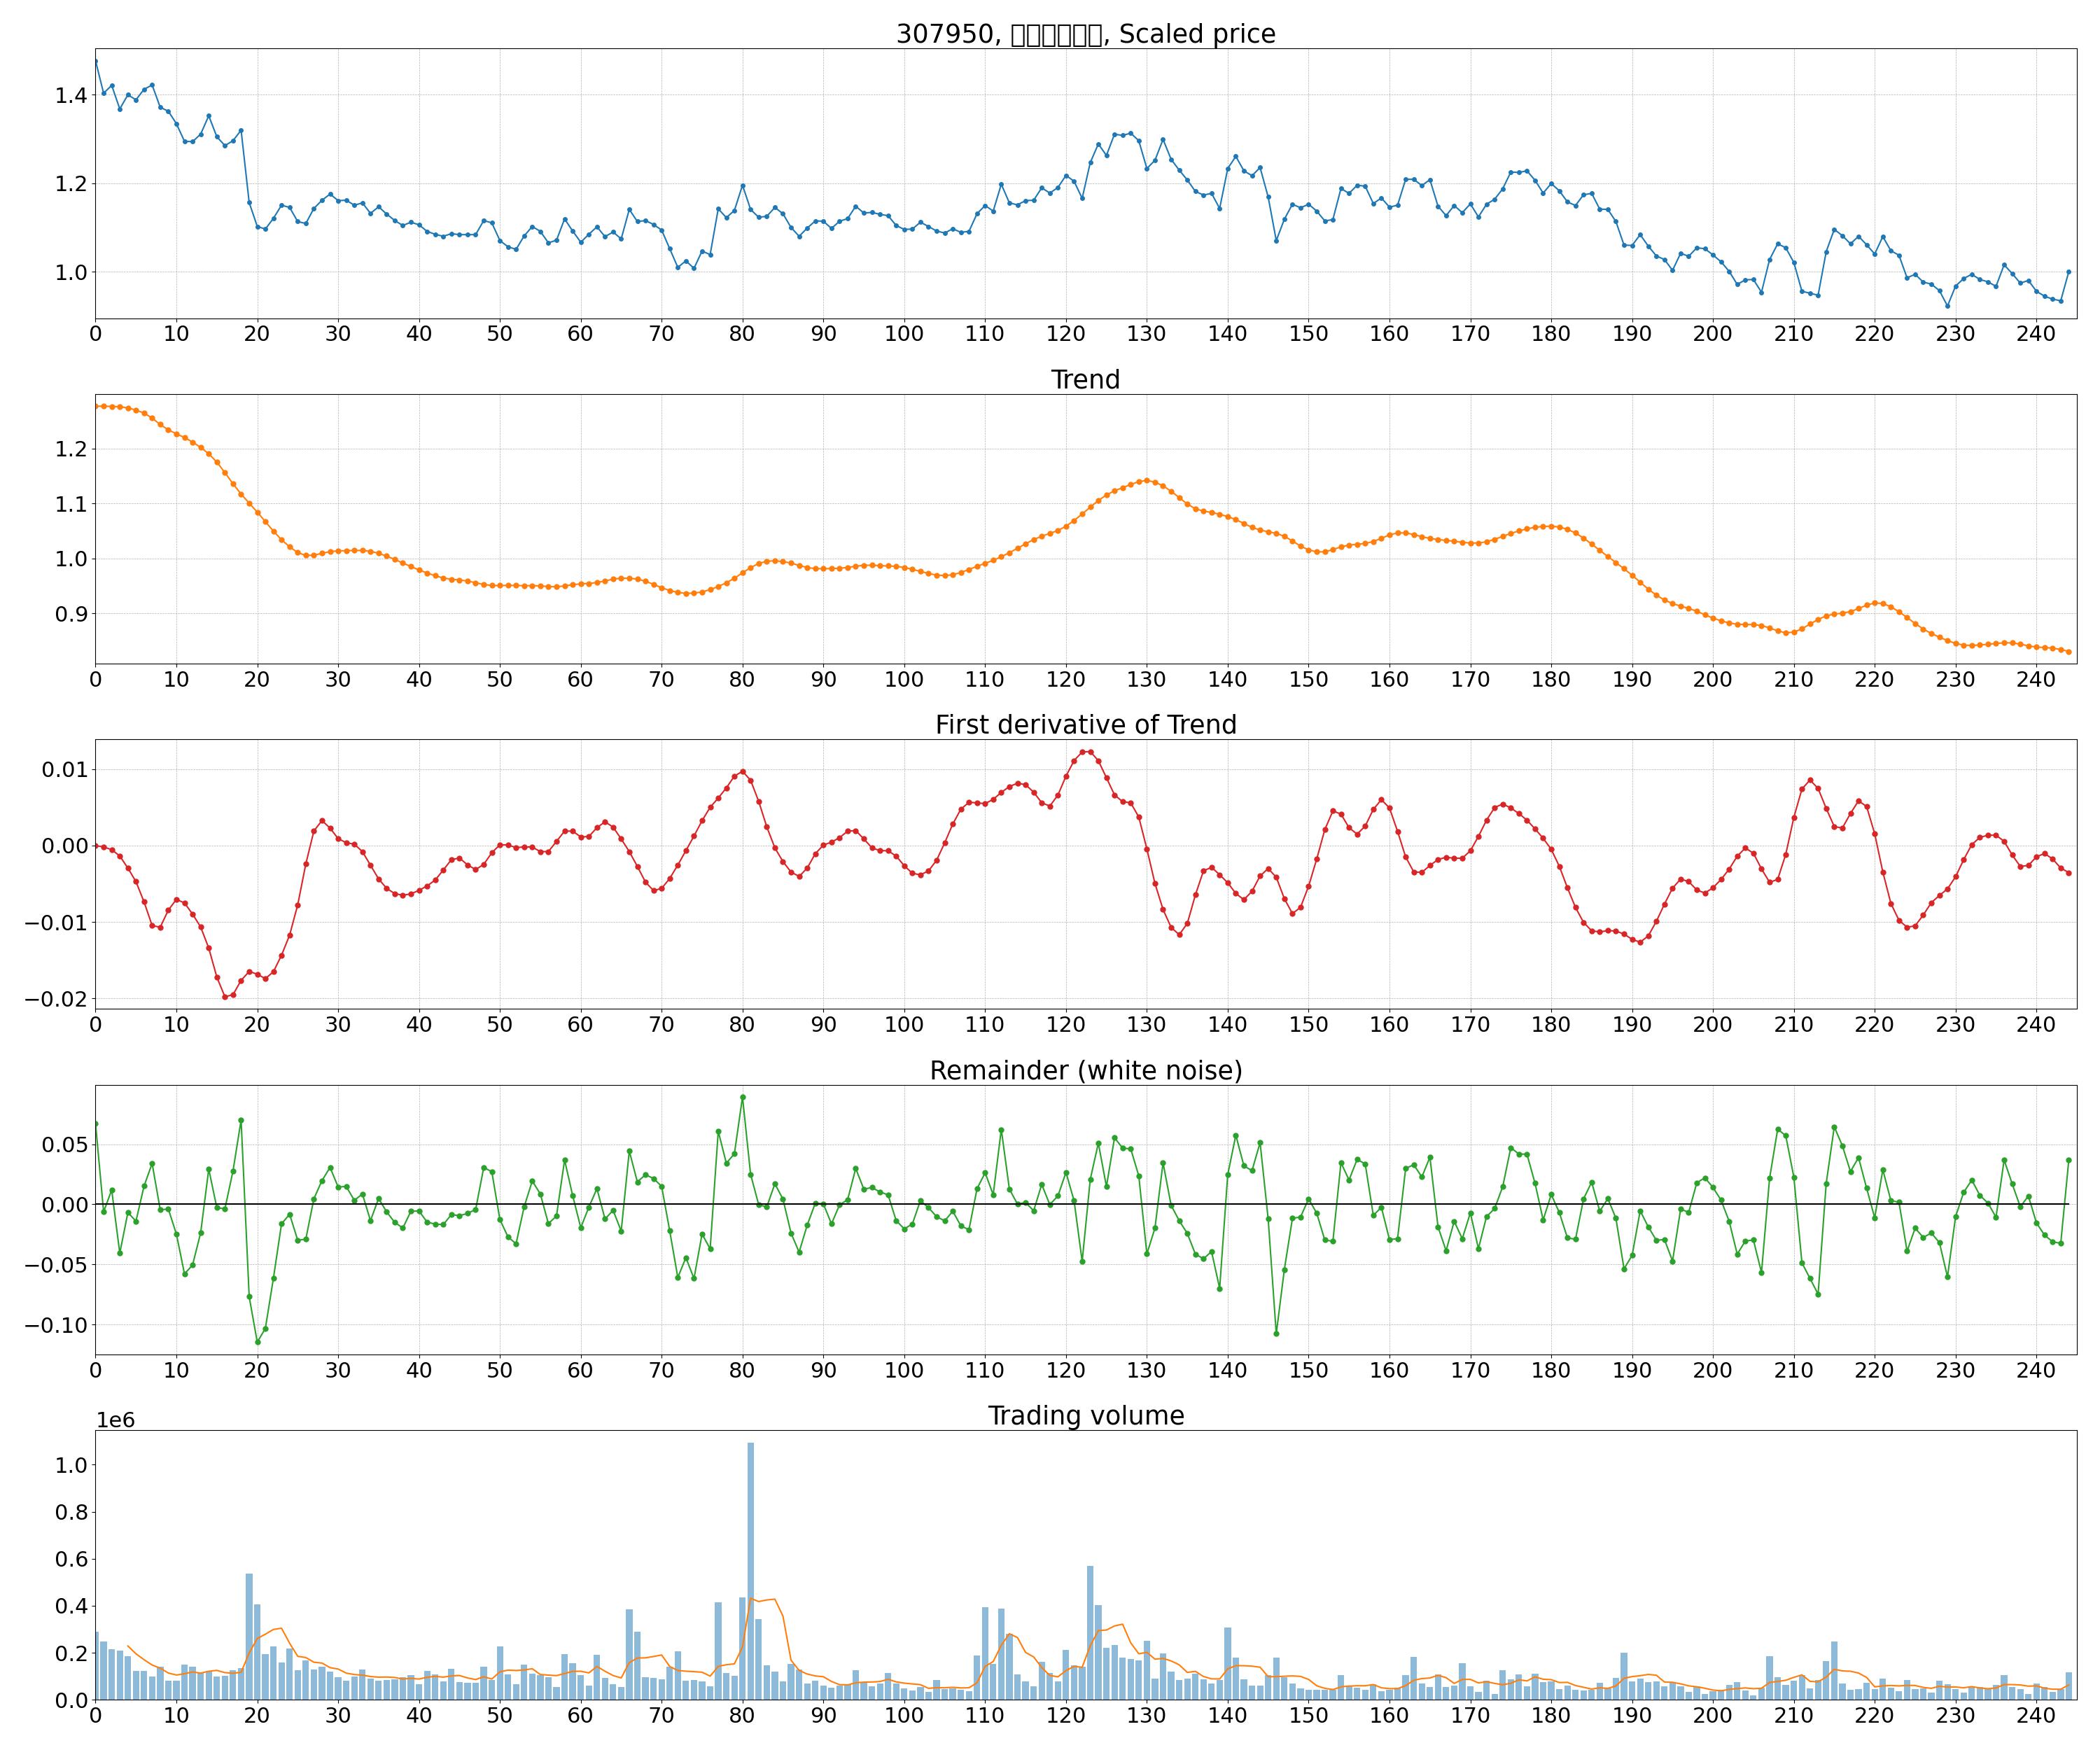 307950, □□□□□□, Scaled price
1.4
1.2
1.0
0 10 20 30 40 50 60 70 80 90 100 110 120 130 140 150 160 170 180 190 200 210 220 230 240
Trend
1.2
1.1
1.0
0.9
0 10 20 30 40 50 60 70 80 90 100 110 120 130 140 150 160 170 180 190 200 210 220 230 240
First derivative of Trend
0.01
0.00
−0.01
−0.02
0 10 20 30 40 50 60 70 80 90 100 110 120 130 140 150 160 170 180 190 200 210 220 230 240
Remainder (white noise)
0.05
0.00
−0.05
−0.10
0 10 20 30 40 50 60 70 80 90 100 110 120 130 140 150 160 170 180 190 200 210 220 230 240
Trading volume
1e6
1.0
0.8
0.6
0.4
0.2
0.0
0 10 20 30 40 50 60 70 80 90 100 110 120 130 140 150 160 170 180 190 200 210 220 230 240